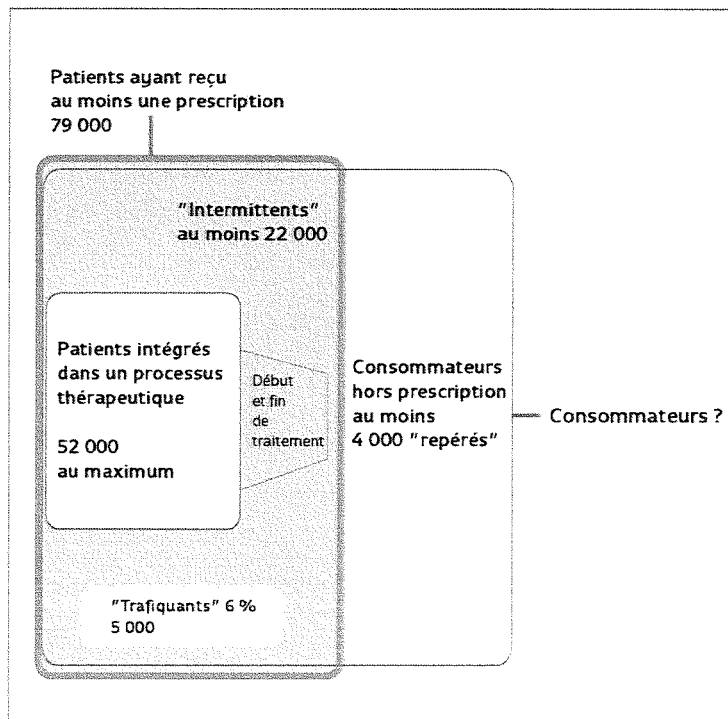 Patients ayant reçu
au moins une prescription
79 000
"Intermittents"
au moins 22 000
Patients intégrés
dans un processus
thérapeutique
52 000
au maximum
Début
et fin
de
traitement
Consommateurs
hors prescription
au moins
4 000 "repérés"
Consommateurs ?
"Trafiquants" 6 %
5 000